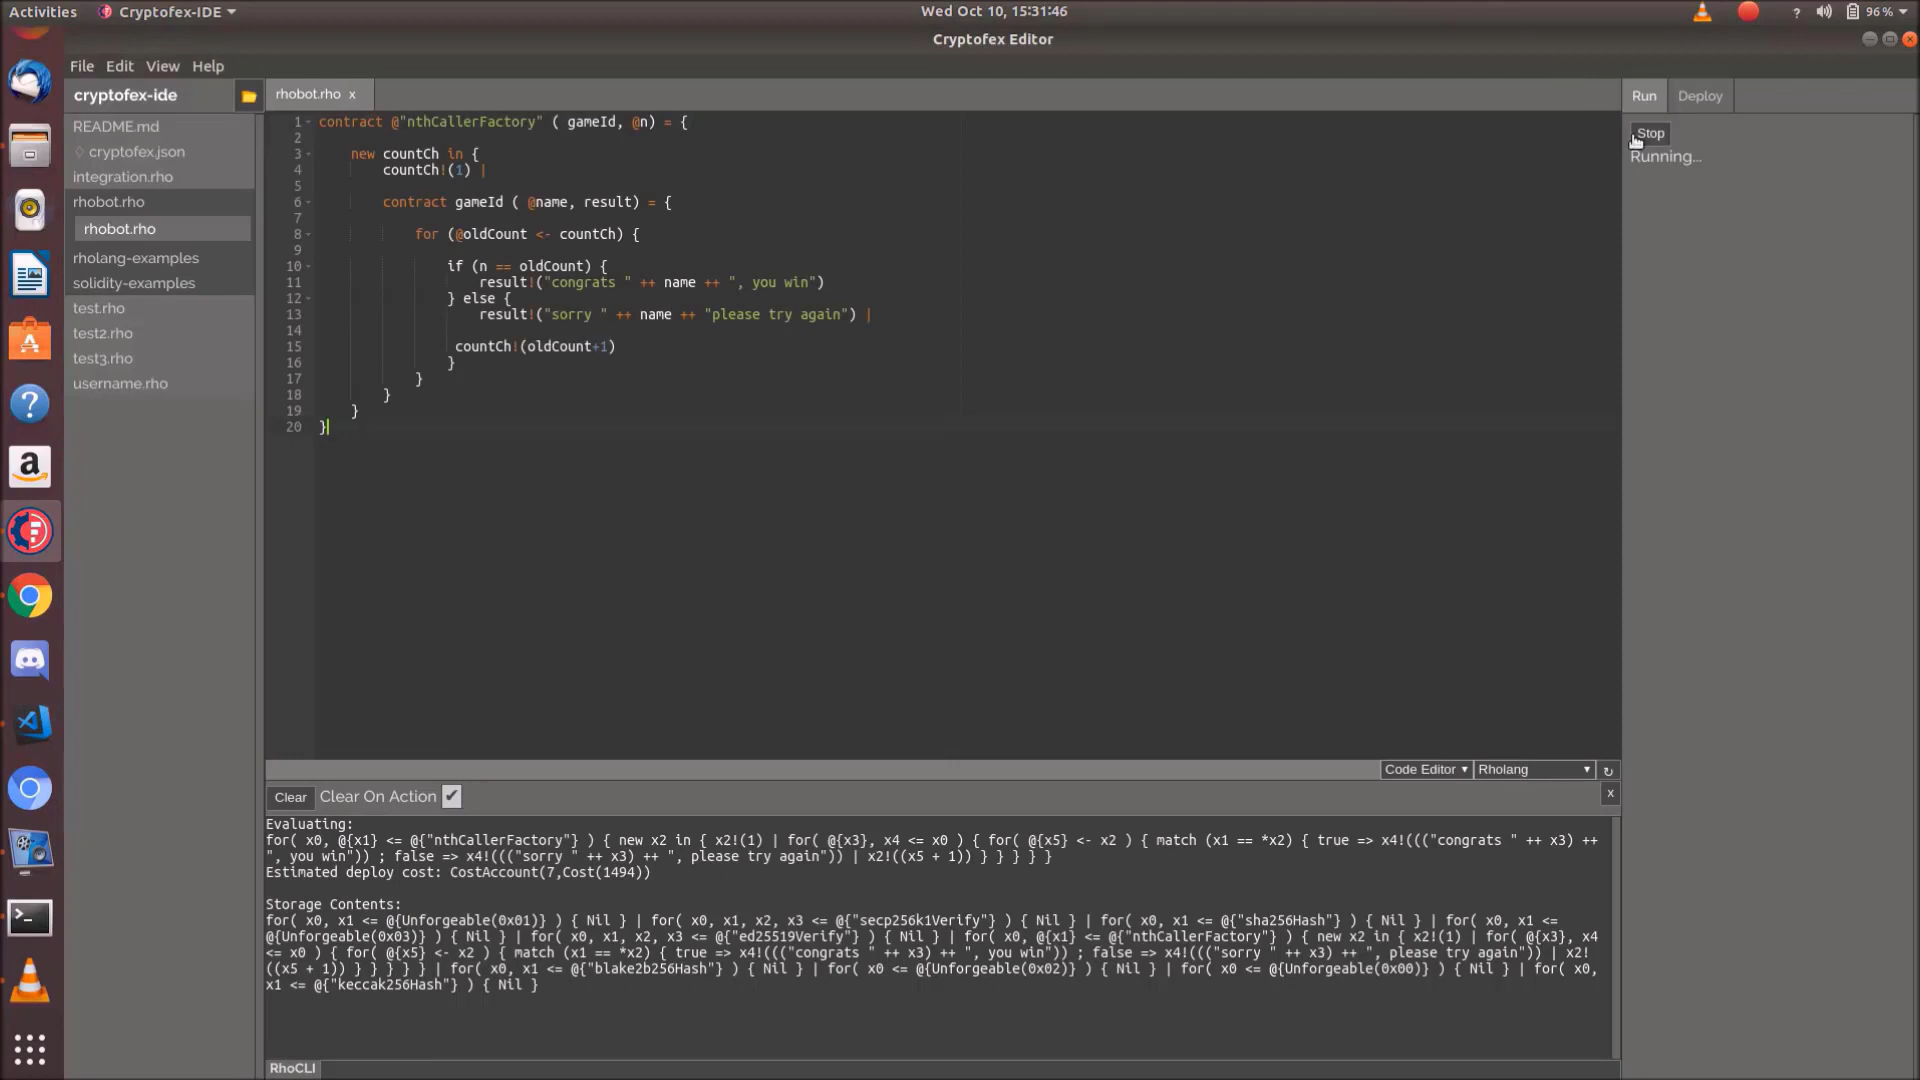 Activities Cryptofex-IDE Wed Oct 10, 15:31:46 ? 96%
Cryptofex Editor
File Edit View Help
cryptofex-ide
README.md
cryptofex.json
integration.rho
rhobot.rho
rhobot.rho
rholang-examples
solidity-examples
test.rho
test2.rho
test3.rho
username.rho
rhobot.rho x
1 contract @"nthCallerFactory" ( gameId, @n) = {
2
3 new countCh in {
4 countCh!(1) |
5
6 contract gameId ( @name, result) = {
7
8 for (@oldCount <- countCh) {
9
10 if (n == oldCount) {
11 result!("congrats " ++ name ++ ", you win")
12 } else {
13 result!("sorry " ++ name ++ "please try again") |
14
15 countCh!(oldCount+1)
16 }
17 }
18 }
19 }
20 }
Run Deploy
Stop
Running...
Code Editor Rholang
Clear Clear On Action x
Evaluating:
for( x0, @{x1} <= @{"nthCallerFactory"} ) { new x2 in { x2!(1) | for( @{x3}, x4 <= x0 ) { for( @{x5} <- x2 ) { match (x1 == *x2) { true => x4!((("congrats " ++ x3) ++
", you win")) ; false => x4!((("sorry " ++ x3) ++ ", please try again")) | x2!((x5 + 1)) } } } } }
Estimated deploy cost: CostAccount(7,Cost(1494))
Storage Contents:
for( x0, x1 <= @{Unforgeable(0x01)} ) { Nil } | for( x0, x1, x2, x3 <= @{"secp256k1Verify"} ) { Nil } | for( x0, x1 <= @{"sha256Hash"} ) { Nil } | for( x0, x1 <=
@{Unforgeable(0x03)} ) { Nil } | for( x0, x1, x2, x3 <= @{"ed25519Verify"} ) { Nil } | for( x0, @{x1} <= @{"nthCallerFactory"} ) { new x2 in { x2!(1) | for( @{x3}, x4
<= x0 ) { for( @{x5} <- x2 ) { match (x1 == *x2) { true => x4!((("congrats " ++ x3) ++ ", you win")) ; false => x4!((("sorry " ++ x3) ++ ", please try again")) | x2!
((x5 + 1)) } } } } } | for( x0, x1 <= @{"blake2b256Hash"} ) { Nil } | for( x0 <= @{Unforgeable(0x02)} ) { Nil } | for( x0 <= @{Unforgeable(0x00)} ) { Nil } | for( x0,
x1 <= @{"keccak256Hash"} ) { Nil }
RhoCLI